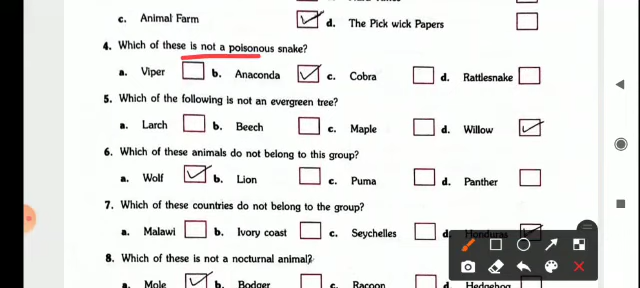 c. Animal Farm d. The Pick wick Papers
4. Which of these is not a poisonous snake?
a. Viper b. Anaconda c. Cobra d. Rattlesnake
5. Which of the following is not an evergreen tree?
a. Larch b. Beech c. Maple d. Willow
6. Which of these animals do not belong to this group?
a. Wolf b. Lion c. Puma d. Panther
7. Which of these countries do not belong to the group?
a. Malawi b. Ivory coast c. Seychelles d. Honduras
8. Which of these is not a nocturnal animal?
a. Mole b. Bodger c. Racoon d. Hedgehog